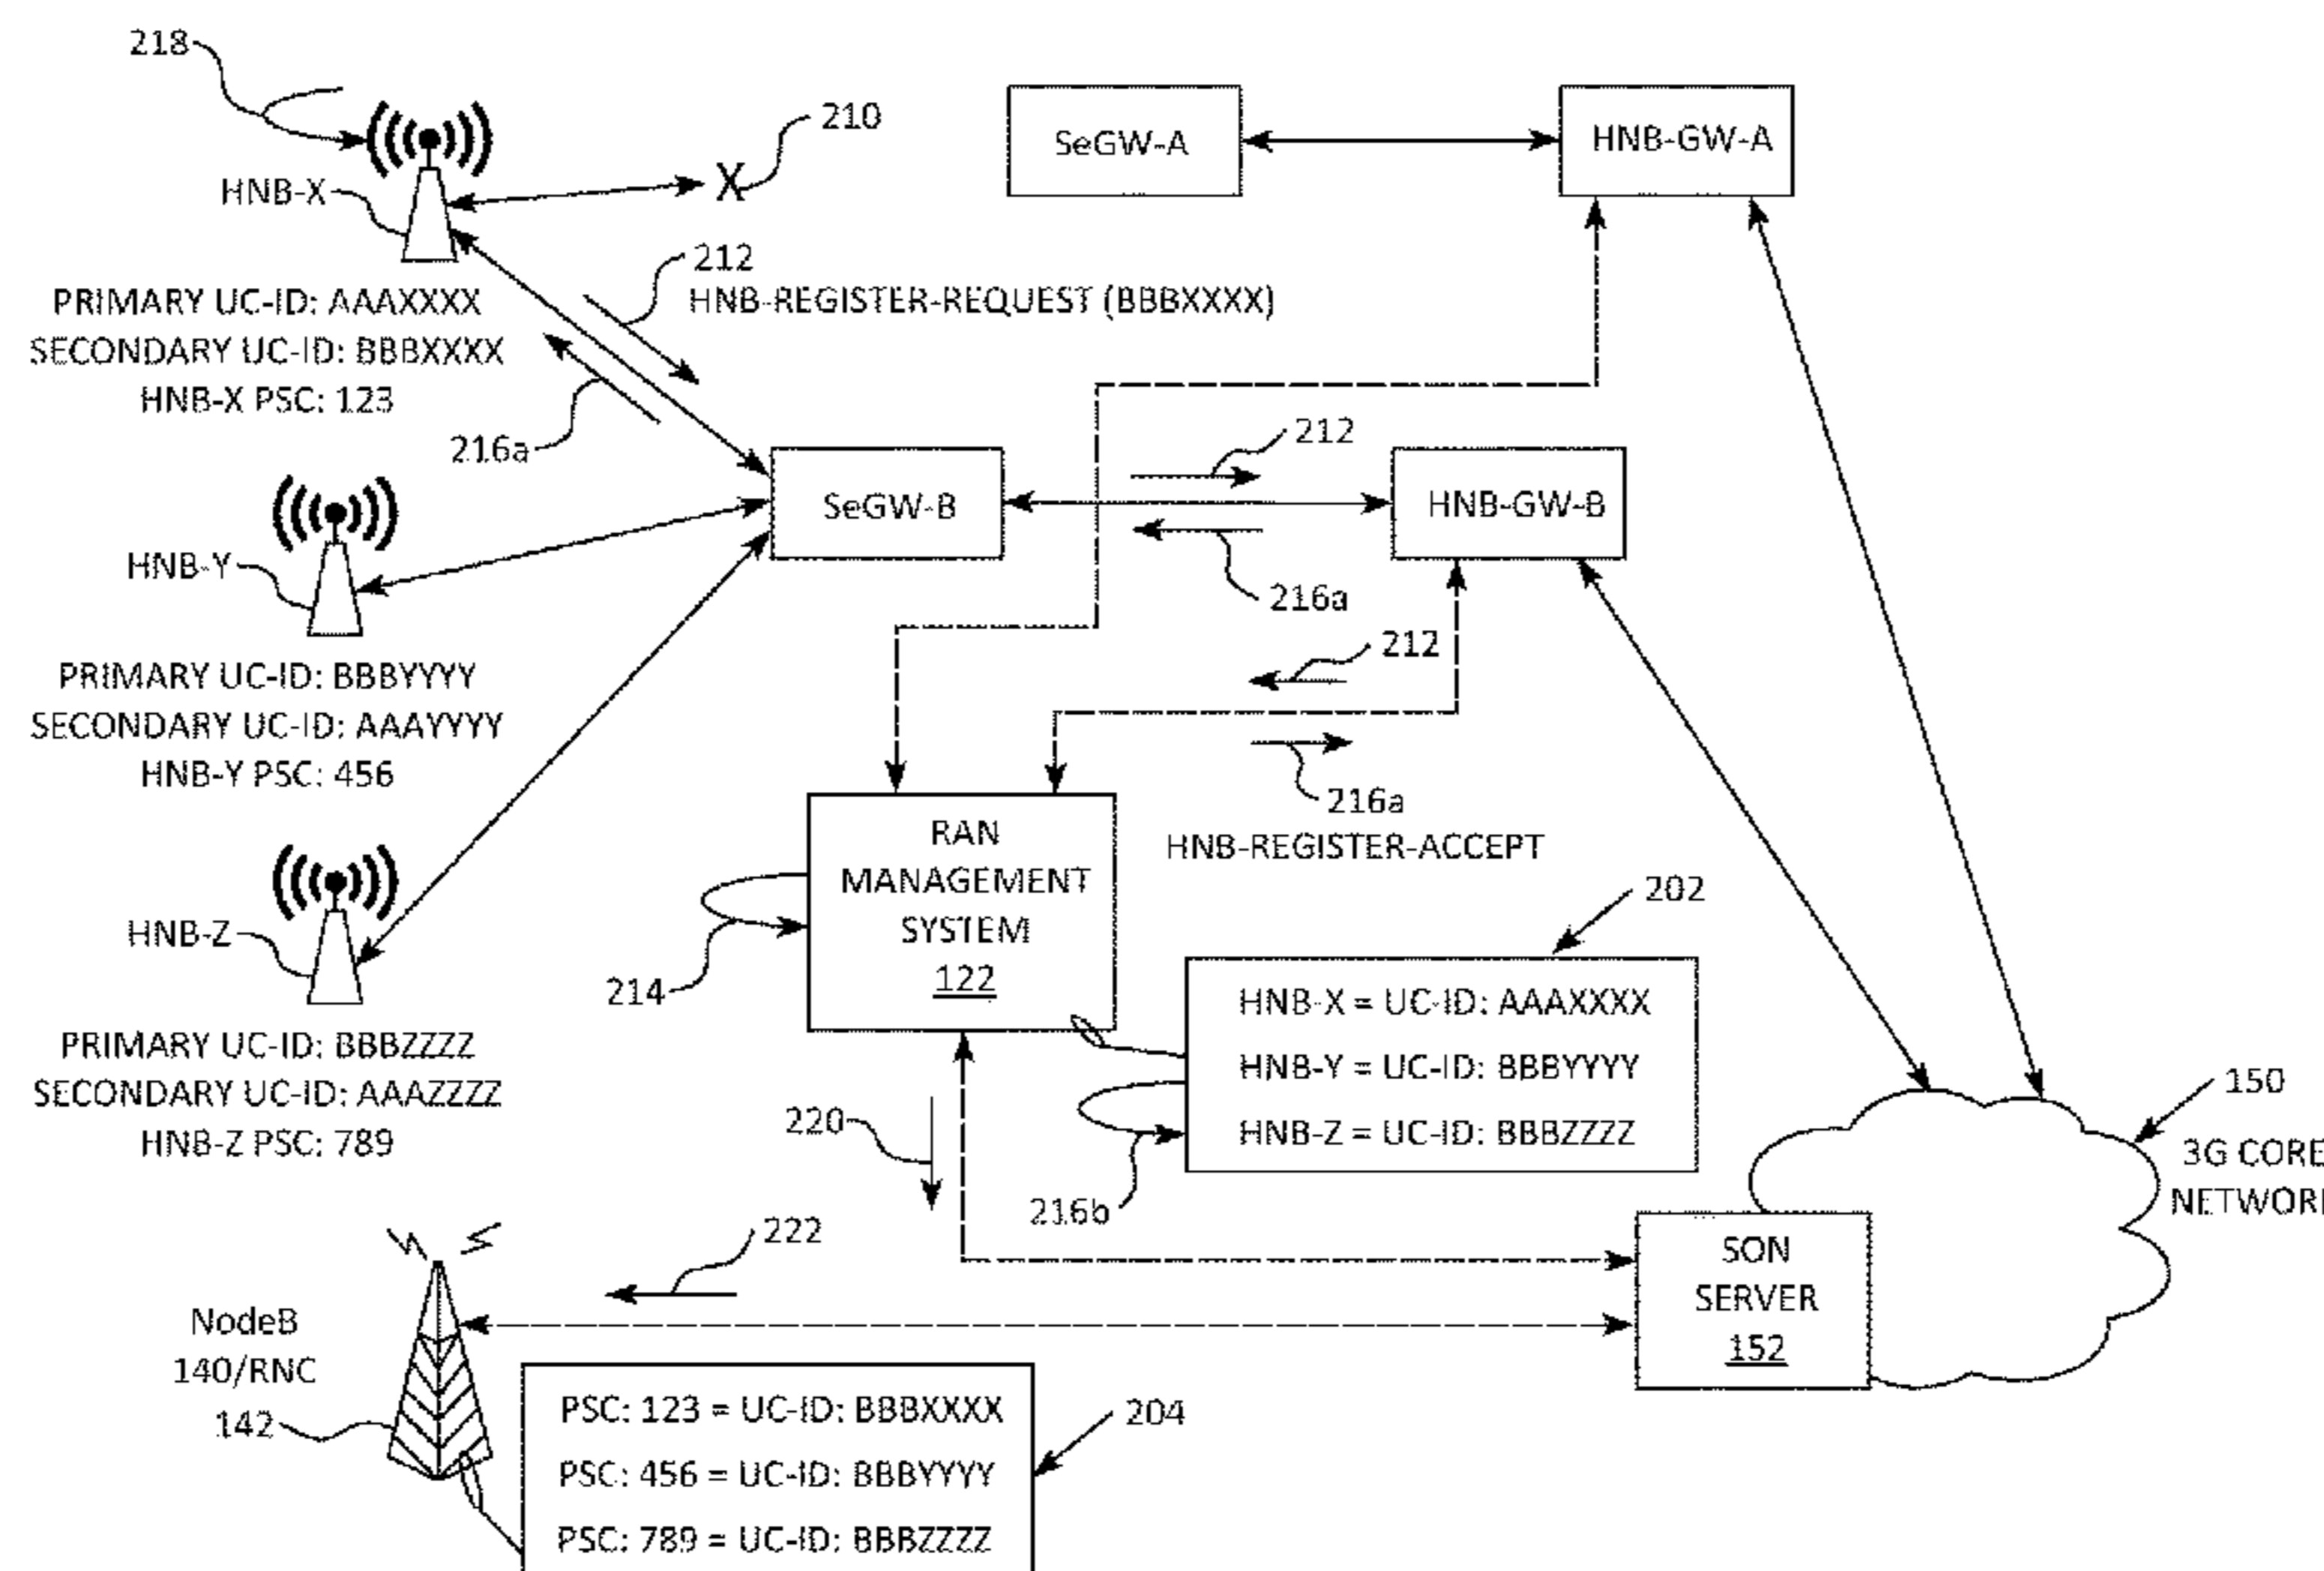 218
210
SeGW-A
HNB-GW-A
HNB-X
212
HNB-REGISTER-REQUEST (BBBXXXX)
PRIMARY UC-ID: AAAXXXX
SECONDARY UC-ID: BBBXXXX
HNB-X PSC: 123
216a
212
SeGW-B
HNB-GW-B
216a
HNB-Y
212
PRIMARY UC-ID: BBBYYYY
SECONDARY UC-ID: AAAYYYY
HNB-Y PSC: 456
216a
HNB-REGISTER-ACCEPT
RAN
MANAGEMENT
SYSTEM
122
202
HNB-Z
214
HNB-X = UC-ID: AAAXXXX
HNB-Y = UC-ID: BBBYYYY
HNB-Z = UC-ID: BBBZZZZ
PRIMARY UC-ID: BBBZZZZ
SECONDARY UC-ID: AAAZZZZ
HNB-Z PSC: 789
220
216b
150
3G CORE
NETWOR
222
SON
SERVER
152
NodeB
140/RNC
142
PSC: 123 = UC-ID: BBBXXXX
PSC: 456 = UC-ID: BBBYYYY
PSC: 789 = UC-ID: BBBZZZZ
204
X